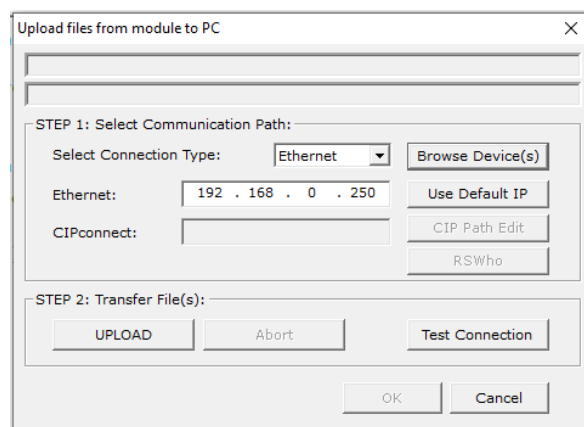 Upload files from module to PC
STEP 1: Select Communication Path:
Select Connection Type: Ethernet Browse Device(s)
Ethernet: 192 . 168 . 0 . 250 Use Default IP
CIPconnect: CIP Path Edit
RSWho
STEP 2: Transfer File(s):
UPLOAD Abort Test Connection
OK Cancel